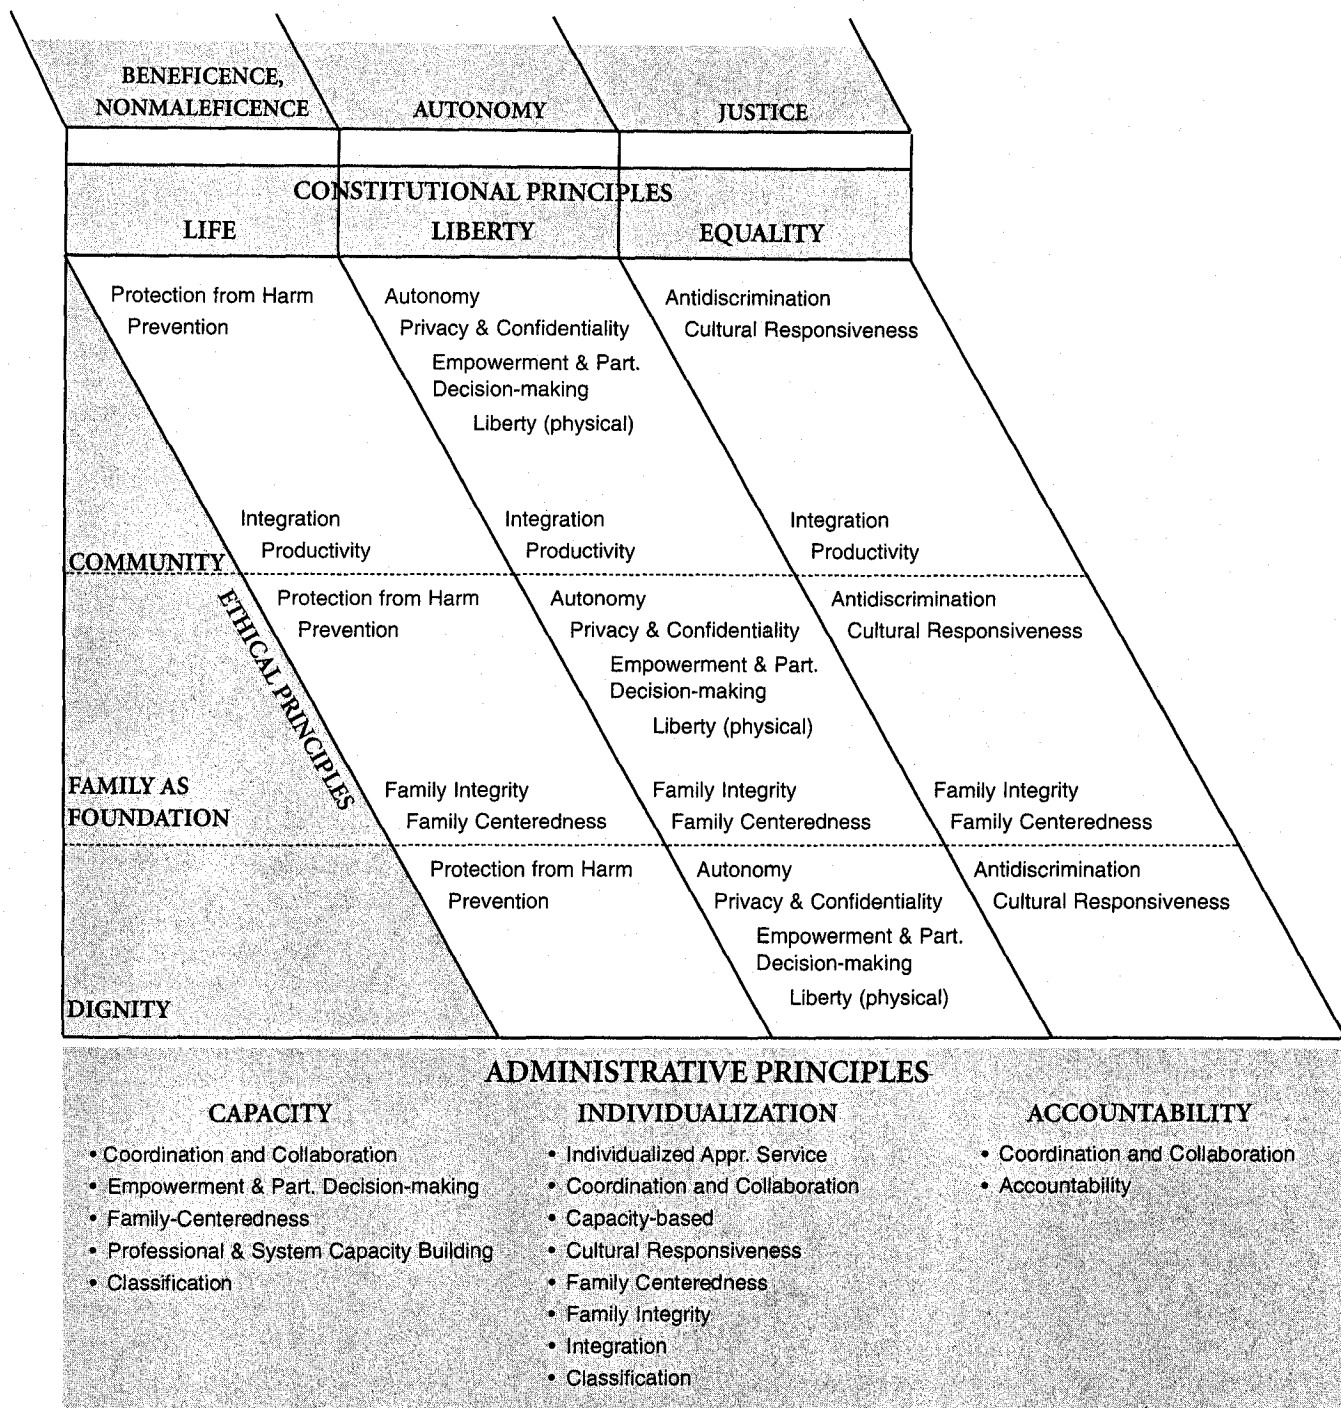 BENEFICENCE,
NONMALEFICENCE
AUTONOMY
JUSTICE
CONSTITUTIONAL PRINCIPLES
LIFE
LIBERTY
EQUALITY
Protection from Harm
Prevention
Autonomy
Privacy & Confidentiality
Empowerment & Part.
Decision-making
Liberty (physical)
Antidiscrimination
Cultural Responsiveness
Integration
Productivity
Integration
Productivity
Integration
Productivity
COMMUNITY
ETHICAL PRINCIPLES
Protection from Harm
Prevention
Autonomy
Privacy & Confidentiality
Empowerment & Part.
Decision-making
Liberty (physical)
Antidiscrimination
Cultural Responsiveness
FAMILY AS
FOUNDATION
Family Integrity
Family Centeredness
Family Integrity
Family Centeredness
Family Integrity
Family Centeredness
Protection from Harm
Prevention
Autonomy
Privacy & Confidentiality
Empowerment & Part.
Decision-making
Liberty (physical)
Antidiscrimination
Cultural Responsiveness
DIGNITY
ADMINISTRATIVE PRINCIPLES
CAPACITY
• Coordination and Collaboration
• Empowerment & Part. Decision-making
• Family-Centeredness
• Professional & System Capacity Building
• Classification
INDIVIDUALIZATION
• Individualized Appr. Service
• Coordination and Collaboration
• Capacity-based
• Cultural Responsiveness
• Family Centeredness
• Family Integrity
• Integration
• Classification
ACCOUNTABILITY
• Coordination and Collaboration
• Accountability